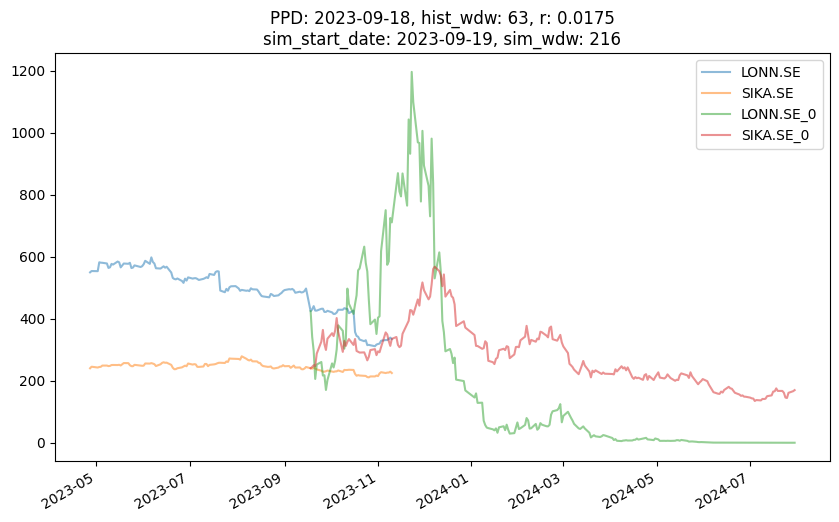 PPD: 2023-09-18, hist_wdw: 63, r: 0.0175
sim_start_date: 2023-09-19, sim_wdw: 216
LONN.SE
SIKA.SE
LONN.SE_0
SIKA.SE_0
1200
1000
800
600
400
200
0
2023-05
2023-07
2023-09
2023-11
2024-01
2024-03
2024-05
2024-07